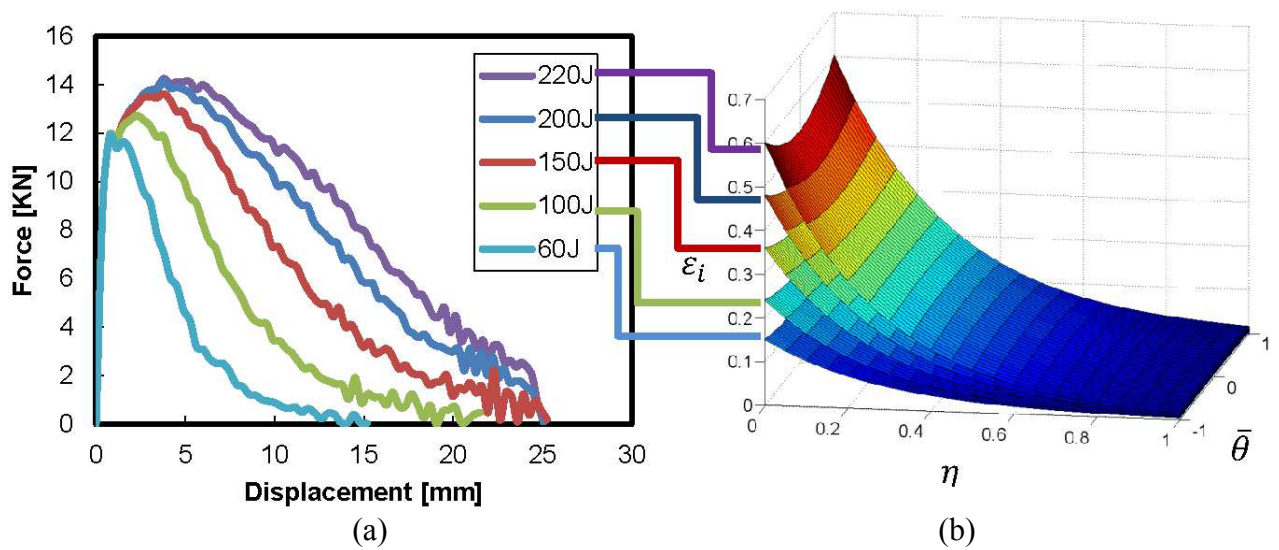 16
14
12
10
8
6
4
2
0
Force [KN]
0 5 10 15 20 25 30
Displacement [mm]
(a)
220J
200J
150J
100J
60J
εᵢ
0.7
0.6
0.5
0.4
0.3
0.2
0.1
0
0 0.2 0.4 0.6 0.8 1
η
-1 0 1
θ̄
(b)